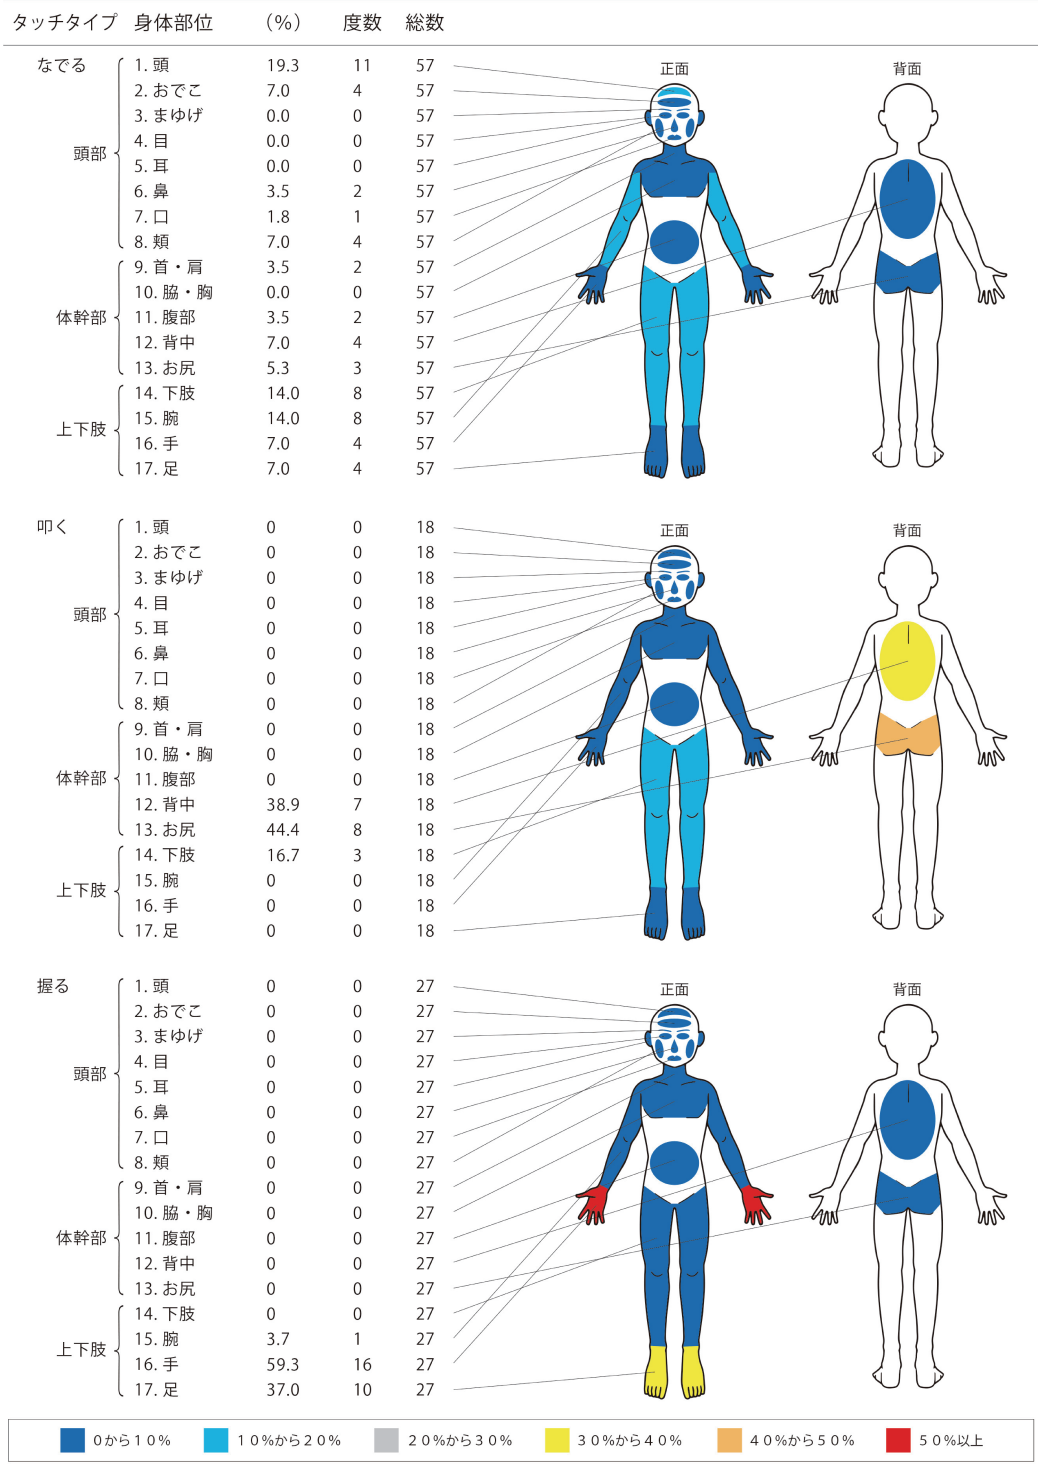 タッチタイプ 身体部位 （%） 度数 総数
なでる 1. 頭 19.3 11 57 正面 背面
2. おでこ 7.0 4 57
3. まゆげ 0.0 0 57
4. 目 0.0 0 57
頭部 5. 耳 0.0 0 57
6. 鼻 3.5 2 57
7. 口 1.8 1 57
8. 頬 7.0 4 57
9. 首・肩 3.5 2 57
10. 脇・胸 0.0 0 57
体幹部 11. 腹部 3.5 2 57
12. 背中 7.0 4 57
13. お尻 5.3 3 57
14. 下肢 14.0 8 57
上下肢 15. 腕 14.0 8 57
16. 手 7.0 4 57
17. 足 7.0 4 57
叩く 1. 頭 0 0 18 正面 背面
2. おでこ 0 0 18
3. まゆげ 0 0 18
4. 目 0 0 18
頭部 5. 耳 0 0 18
6. 鼻 0 0 18
7. 口 0 0 18
8. 頬 0 0 18
9. 首・肩 0 0 18
10. 脇・胸 0 0 18
体幹部 11. 腹部 0 0 18
12. 背中 38.9 7 18
13. お尻 44.4 8 18
14. 下肢 16.7 3 18
上下肢 15. 腕 0 0 18
16. 手 0 0 18
17. 足 0 0 18
握る 1. 頭 0 0 27 正面 背面
2. おでこ 0 0 27
3. まゆげ 0 0 27
4. 目 0 0 27
頭部 5. 耳 0 0 27
6. 鼻 0 0 27
7. 口 0 0 27
8. 頬 0 0 27
9. 首・肩 0 0 27
10. 脇・胸 0 0 27
体幹部 11. 腹部 0 0 27
12. 背中 0 0 27
13. お尻 0 0 27
14. 下肢 0 0 27
上下肢 15. 腕 3.7 1 27
16. 手 59.3 16 27
17. 足 37.0 10 27
０から１０% １０%から２０% ２０%から３０% ３０%から４０% ４０%から５０% ５０%以上